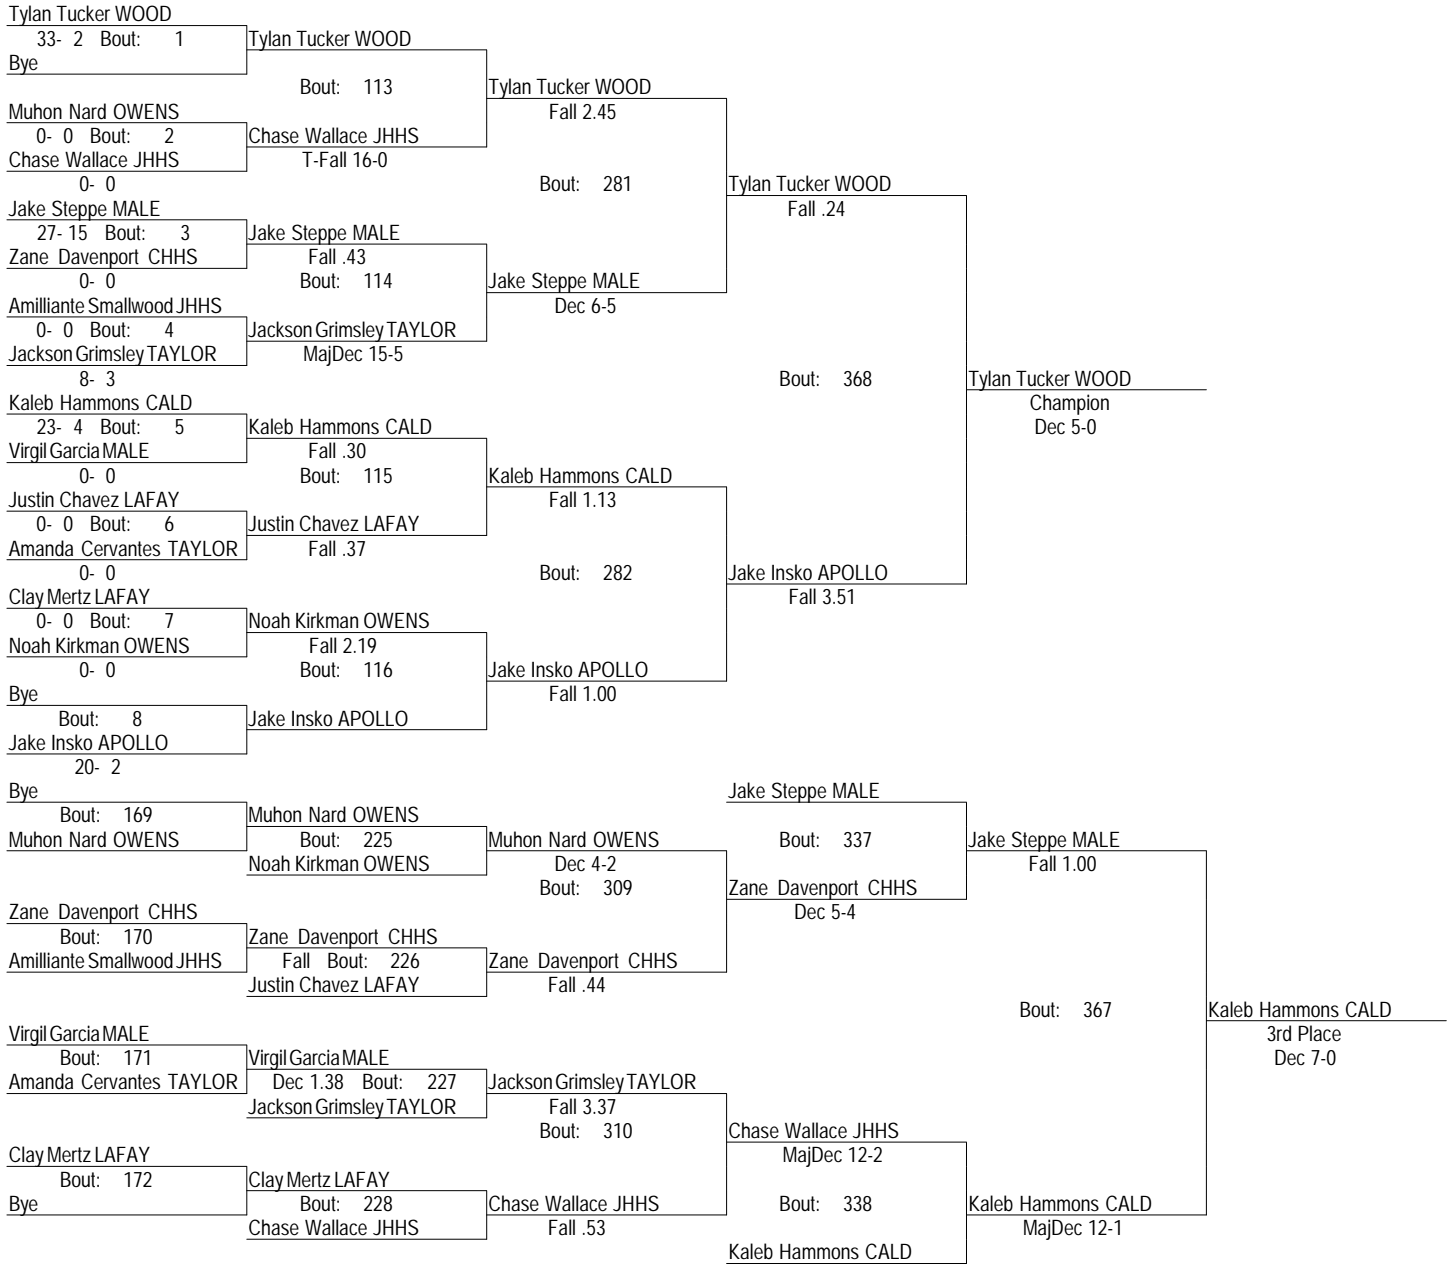 Tylan Tucker WOOD
33- 2 Bout: 1 Tylan Tucker WOOD
Bye
Bout: 113 Tylan Tucker WOOD
Muhon Nard OWENS Fall 2.45
0- 0 Bout: 2 Chase Wallace JHHS
Chase Wallace JHHS T-Fall 16-0
0- 0 Bout: 281 Tylan Tucker WOOD
Jake Steppe MALE Fall .24
27- 15 Bout: 3 Jake Steppe MALE
Zane Davenport CHHS Fall .43
0- 0 Bout: 114 Jake Steppe MALE
Amilliante Smallwood JHHS Dec 6-5
0- 0 Bout: 4 Jackson Grimsley TAYLOR
Jackson Grimsley TAYLOR MajDec 15-5
8- 3 Bout: 368 Tylan Tucker WOOD
Kaleb Hammons CALD Champion
23- 4 Bout: 5 Kaleb Hammons CALD Dec 5-0
Virgil Garcia MALE Fall .30
0- 0 Bout: 115 Kaleb Hammons CALD
Justin Chavez LAFAY Fall 1.13
0- 0 Bout: 6 Justin Chavez LAFAY
Amanda Cervantes TAYLOR Fall .37
0- 0 Bout: 282 Jake Insko APOLLO
Clay Mertz LAFAY Fall 3.51
0- 0 Bout: 7 Noah Kirkman OWENS
Noah Kirkman OWENS Fall 2.19
0- 0 Bout: 116 Jake Insko APOLLO
Bye Fall 1.00
Bout: 8 Jake Insko APOLLO
Jake Insko APOLLO
20- 2
Bye Jake Steppe MALE
Bout: 169 Muhon Nard OWENS
Muhon Nard OWENS Bout: 225 Muhon Nard OWENS Bout: 337 Jake Steppe MALE
Noah Kirkman OWENS Dec 4-2 Fall 1.00
Bout: 309 Zane Davenport CHHS
Zane Davenport CHHS Dec 5-4
Bout: 170 Zane Davenport CHHS
Amilliante Smallwood JHHS Fall Bout: 226 Zane Davenport CHHS
Justin Chavez LAFAY Fall .44
Bout: 367 Kaleb Hammons CALD
Virgil Garcia MALE 3rd Place
Bout: 171 Virgil Garcia MALE Dec 7-0
Amanda Cervantes TAYLOR Dec 1.38 Bout: 227 Jackson Grimsley TAYLOR
Jackson Grimsley TAYLOR Fall 3.37
Bout: 310 Chase Wallace JHHS
Clay Mertz LAFAY MajDec 12-2
Bout: 172 Clay Mertz LAFAY
Bye Bout: 228 Chase Wallace JHHS Bout: 338 Kaleb Hammons CALD
Chase Wallace JHHS Fall .53 MajDec 12-1
Kaleb Hammons CALD